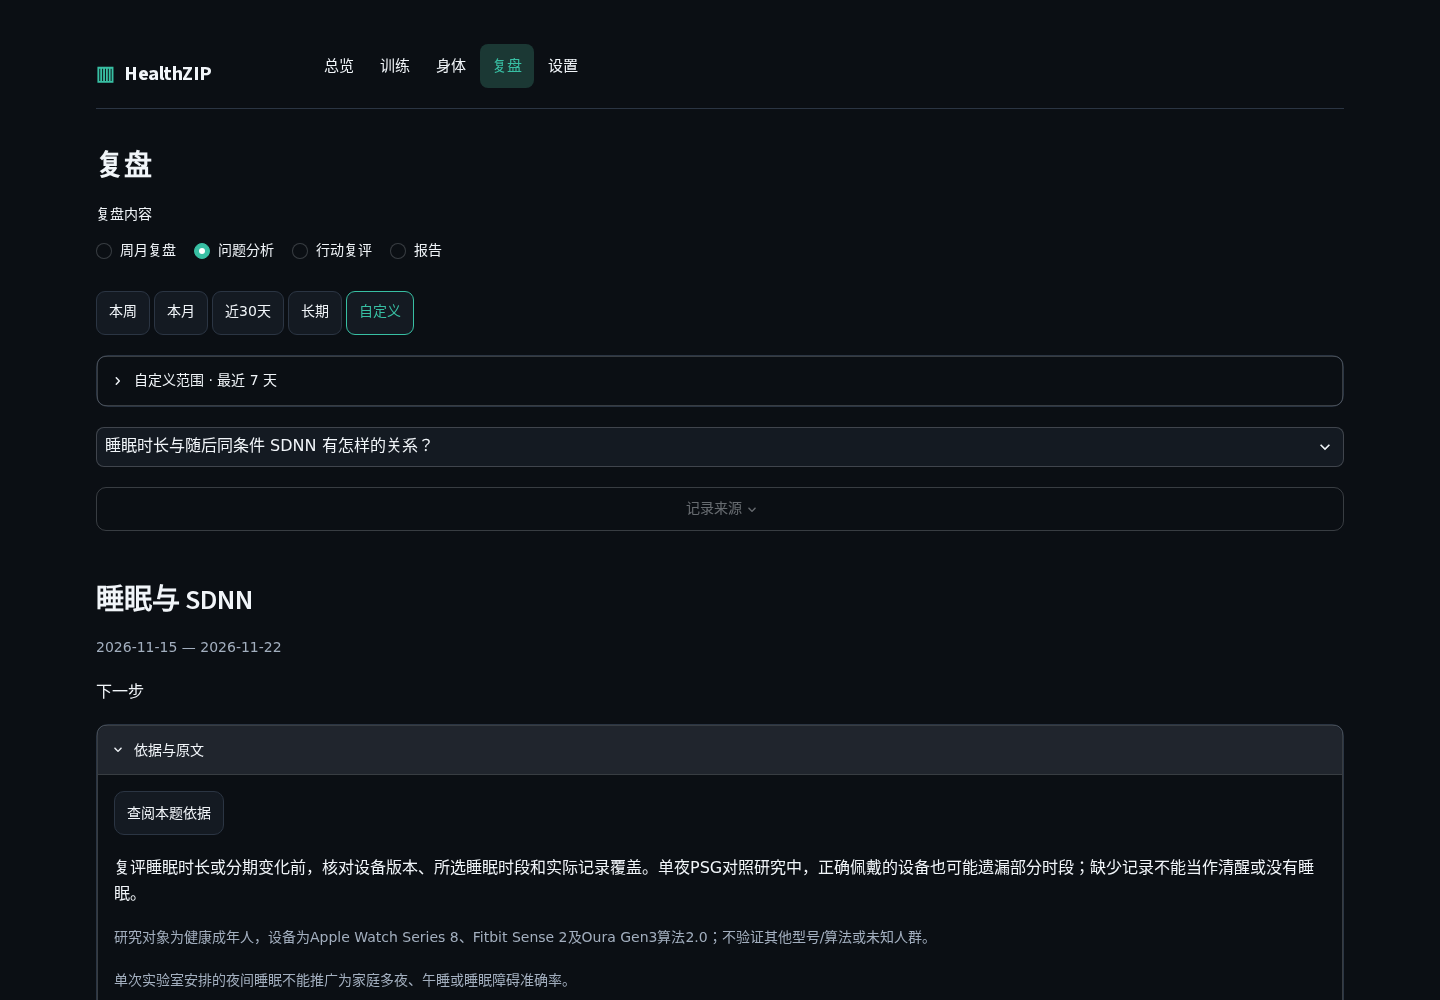 HealthZIP
总览 训练 身体 复盘 设置
复盘
复盘内容
周月复盘 问题分析 行动复评 报告
本周 本月 近30天 长期 自定义
自定义范围 · 最近 7 天
睡眠时长与随后同条件 SDNN 有怎样的关系？
记录来源
睡眠与 SDNN
2026-11-15 — 2026-11-22
下一步
依据与原文
查阅本题依据
复评睡眠时长或分期变化前，核对设备版本、所选睡眠时段和实际记录覆盖。单夜PSG对照研究中，正确佩戴的设备也可能遗漏部分时段；缺少记录不能当作清醒或没有睡
眠。
研究对象为健康成年人，设备为Apple Watch Series 8、Fitbit Sense 2及Oura Gen3算法2.0；不验证其他型号/算法或未知人群。
单次实验室安排的夜间睡眠不能推广为家庭多夜、午睡或睡眠障碍准确率。